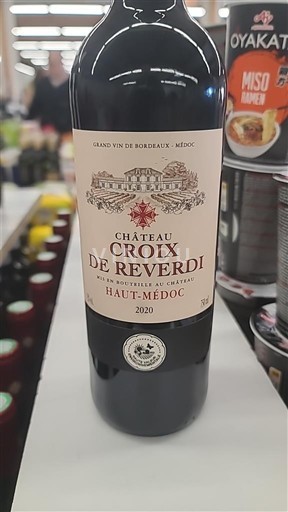 GRAND VIN DE BORDEAUX - MÉDOC
CHÂTEAU
CROIX
DE REVERDI
MIS EN BOUTEILLE AU CHÂTEAU
HAUT-MÉDOC
2020
OYAKAT
MISO
RAMEN